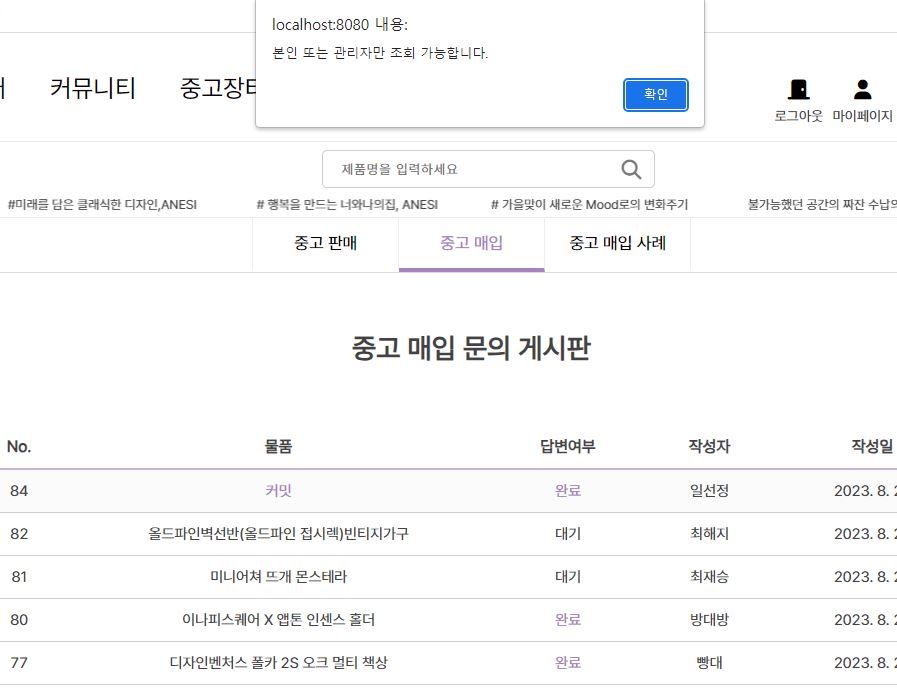 localhost:8080 내용:
본인 또는 관리자만 조회 가능합니다.
확인
커뮤니티 중고장터
로그아웃 마이페이지
제품명을 입력하세요
#미래를 담은 클래식한 디자인,ANESI # 행복을 만드는 너와나의집, ANESI # 가을맞이 새로운 Mood로의 변화주기 불가능했던 공간의 짜잔 수납의
중고 판매 중고 매입 중고 매입 사례
중고 매입 문의 게시판
No. 물품 답변여부 작성자 작성일
84 커밋 완료 일선정 2023. 8. 2
82 올드파인벽선반(올드파인 접시렉)빈티지가구 대기 최해지 2023. 8. 2
81 미니어쳐 뜨개 몬스테라 대기 최재승 2023. 8. 2
80 이나피스퀘어 X 앱톤 인센스 홀더 완료 방대방 2023. 8. 2
77 디자인벤처스 폴카 2S 오크 멀티 책상 완료 빵대 2023. 8. 2